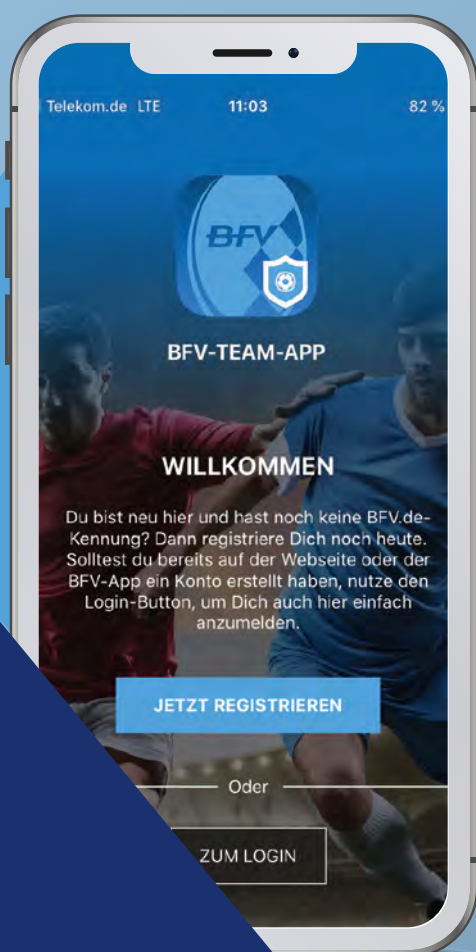 Telekom.de LTE 11:03 82 %
BFV
BFV-TEAM-APP
WILLKOMMEN
Du bist neu hier und hast noch keine BFV.de-
Kennung? Dann registriere Dich noch heute.
Solltest du bereits auf der Webseite oder der
BFV-App ein Konto erstellt haben, nutze den
Login-Button, um Dich auch hier einfach
anzumelden.
JETZT REGISTRIEREN
Oder
ZUM LOGIN